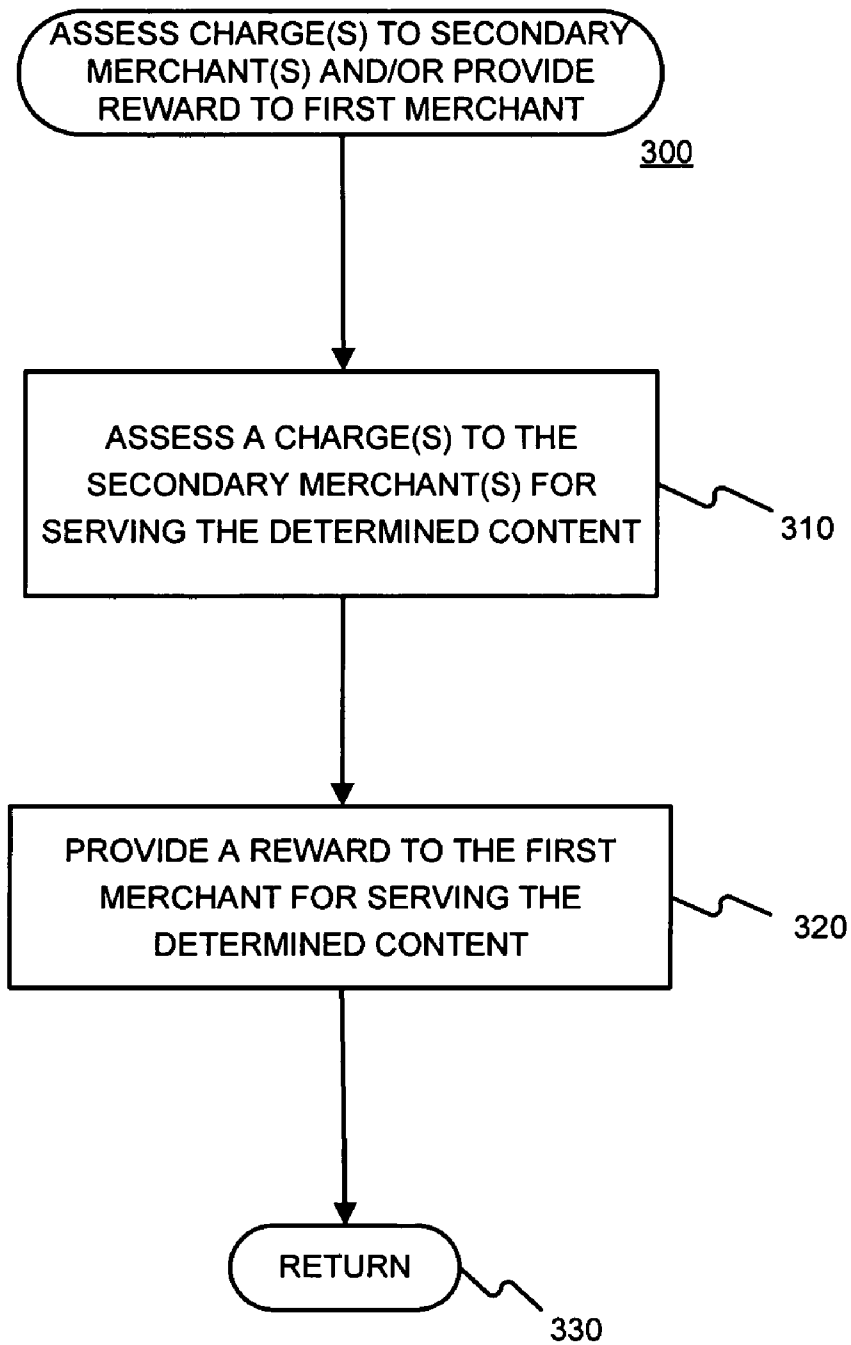 ASSESS CHARGE(S) TO SECONDARY
MERCHANT(S) AND/OR PROVIDE
REWARD TO FIRST MERCHANT
300
ASSESS A CHARGE(S) TO THE
SECONDARY MERCHANT(S) FOR
SERVING THE DETERMINED CONTENT
310
PROVIDE A REWARD TO THE FIRST
MERCHANT FOR SERVING THE
DETERMINED CONTENT
320
RETURN
330